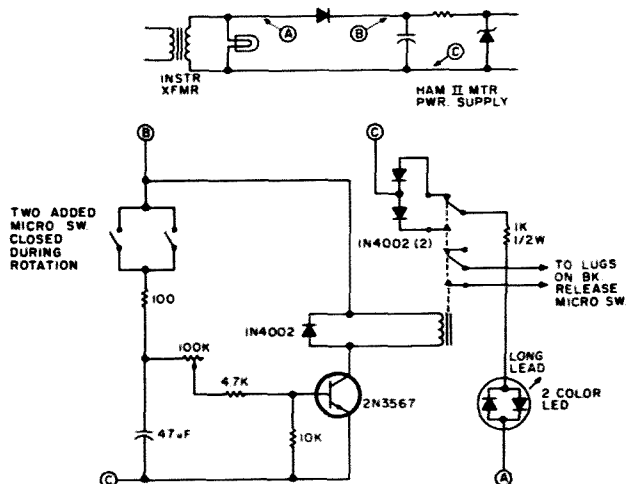 A
B
C
INSTR
XFMR
HAM II MTR
PWR. SUPPLY
B
C
TWO ADDED
MICRO SW.
CLOSED
DURING
ROTATION
1N4002 (2)
1K
1/2W
TO LUGS
ON BK.
RELEASE
MICRO SW.
100
1N4002
100K
4.7K
2N3567
LONG
LEAD
2 COLOR
LED
47uF
10K
C
A